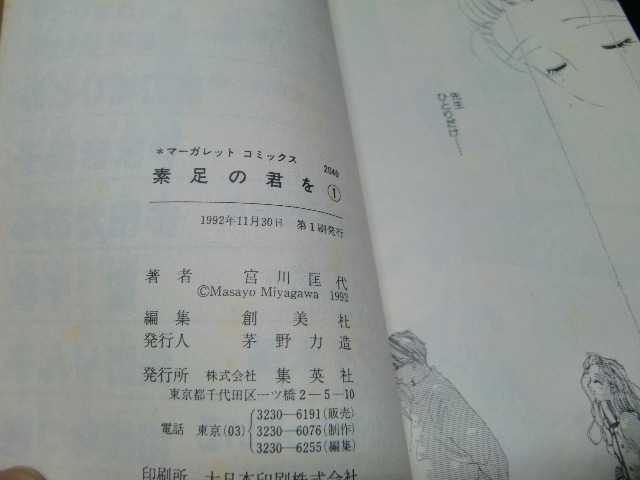 *マーガレット コミックス 2040
素足の君を①
1992年11月30日 第1刷発行
著者 宮川匡代
©Masayo Miyagawa 1992
編集 創美社
発行人 茅野力造
発行所 株式会社 集英社
東京都千代田区一ツ橋2-5-10
電話 東京(03)
3230-6191(販売)
3230-6076(制作)
3230-6255(編集)
印刷所 大日本印刷株式会社
先生
ひとつだけ……